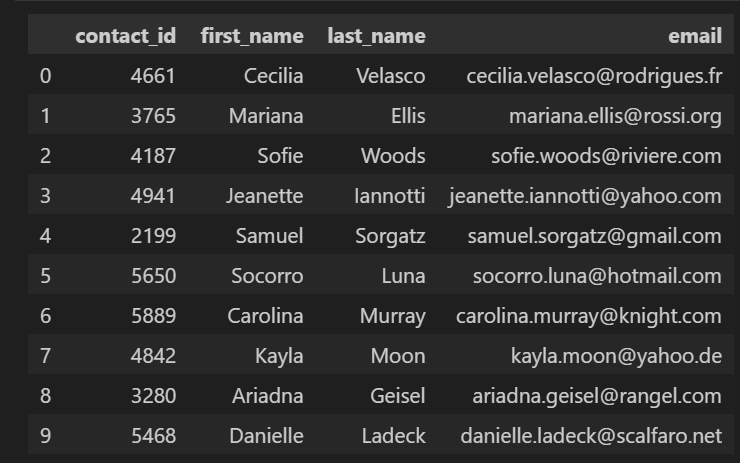 contact_id first_name last_name email
0 4661 Cecilia Velasco cecilia.velasco@rodrigues.fr
1 3765 Mariana Ellis mariana.ellis@rossi.org
2 4187 Sofie Woods sofie.woods@riviere.com
3 4941 Jeanette Iannotti jeanette.iannotti@yahoo.com
4 2199 Samuel Sorgatz samuel.sorgatz@gmail.com
5 5650 Socorro Luna socorro.luna@hotmail.com
6 5889 Carolina Murray carolina.murray@knight.com
7 4842 Kayla Moon kayla.moon@yahoo.de
8 3280 Ariadna Geisel ariadna.geisel@rangel.com
9 5468 Danielle Ladeck danielle.ladeck@scalfaro.net